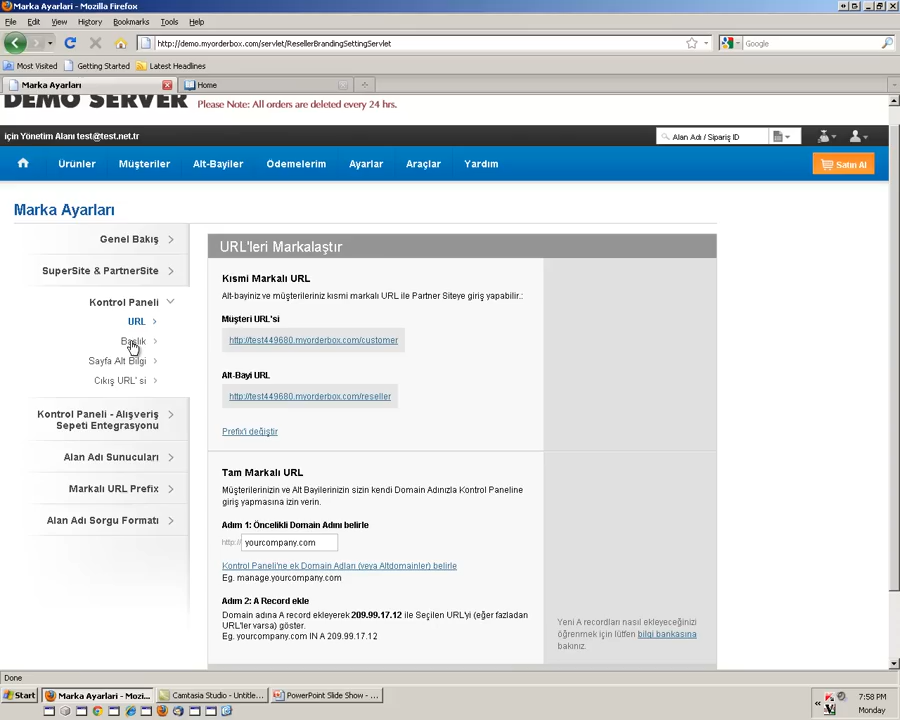 Marka Ayarları - Mozilla Firefox
File Edit View History Bookmarks Tools Help
http://demo.myorderbox.com/servlet/ResellerBrandingSettingServlet
Google
Most Visited Getting Started Latest Headlines
Marka Ayarları Home
DEMO SERVER Please Note: All orders are deleted every 24 hrs.
için Yönetim Alanı test@test.net.tr
Alan Adı / Sipariş ID
Ürünler Müşteriler Alt-Bayiler Ödemelerim Ayarlar Araçlar Yardım
Satın Al
Marka Ayarları
Genel Bakış
SuperSite & PartnerSite
Kontrol Paneli
URL
Başlık
Sayfa Alt Bilgi
Cıkış URL' si
Kontrol Paneli - Alışveriş
Sepeti Entegrasyonu
Alan Adı Sunucuları
Markalı URL Prefix
Alan Adı Sorgu Formatı
URL'leri Markalaştır
Kısmi Markalı URL
Alt-bayiniz ve müşterileriniz kısmi markalı URL ile Partner Siteye giriş yapabilir.:
Müşteri URL'si
http://test449680.myorderbox.com/customer
Alt-Bayi URL
http://test449680.myorderbox.com/reseller
Prefix'i değiştir
Tam Markalı URL
Müşterilerinizin ve Alt Bayilerinizin sizin kendi Domain Adınızla Kontrol Paneline
giriş yapmasına izin verin.
Adım 1: Öncelikli Domain Adını belirle
http:// yourcompany.com
Kontrol Paneli'ne ek Domain Adları (veya Altdomainler) belirle
Eg. manage.yourcompany.com
Adım 2: A Record ekle
Domain adına A record ekleyerek 209.99.17.12 ile Seçilen URL'yi (eğer fazladan
URL'ler varsa) göster.
Eg. yourcompany.com IN A 209.99.17.12
Yeni A recordları nasıl ekleyeceğinizi
öğrenmek için lütfen bilgi bankasına
bakınız.
Done
Start Marka Ayarları - Mozi... Camtasia Studio - Untitle... PowerPoint Slide Show - ...
7:58 PM
Monday